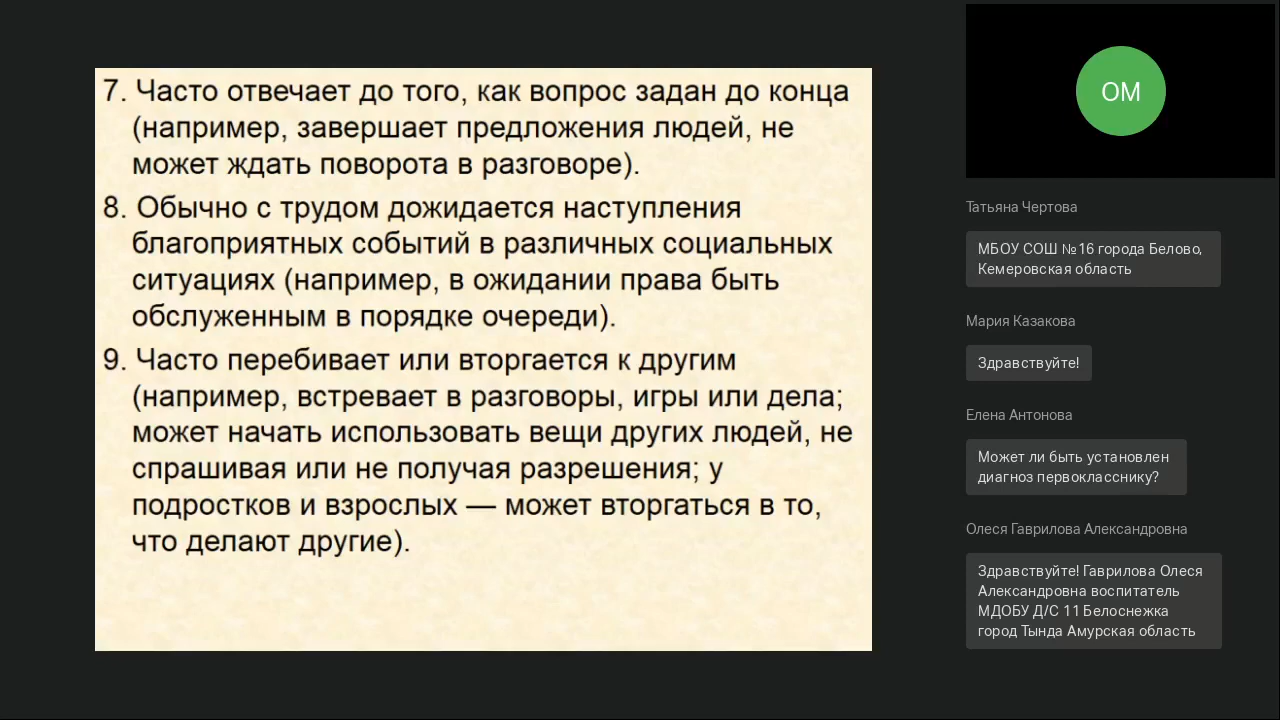 7. Часто отвечает до того, как вопрос задан до конца
(например, завершает предложения людей, не
может ждать поворота в разговоре).
8. Обычно с трудом дожидается наступления
благоприятных событий в различных социальных
ситуациях (например, в ожидании права быть
обслуженным в порядке очереди).
9. Часто перебивает или вторгается к другим
(например, встревает в разговоры, игры или дела;
может начать использовать вещи других людей, не
спрашивая или не получая разрешения; у
подростков и взрослых — может вторгаться в то,
что делают другие).
ОМ
Татьяна Чертова
МБОУ СОШ №16 города Белово,
Кемеровская область
Мария Казакова
Здравствуйте!
Елена Антонова
Может ли быть установлен
диагноз первокласснику?
Олеся Гаврилова Александровна
Здравствуйте! Гаврилова Олеся
Александровна воспитатель
МДОБУ Д/С 11 Белоснежка
город Тында Амурская область